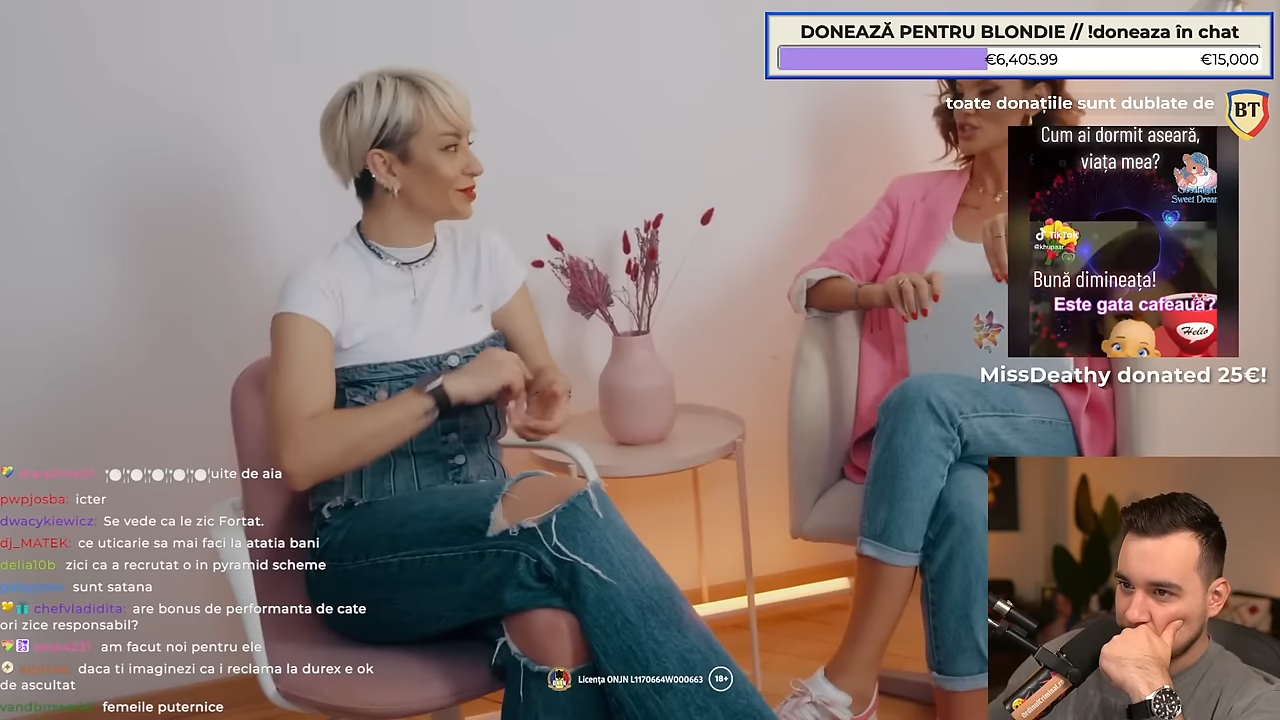 DONEAZĂ PENTRU BLONDIE // !doneaza în chat
€6,405.99 €15,000
toate donațiile sunt dublate de BT
Cum ai dormit aseară,
viața mea?
Sweet Dream
TikTok
Bună dimineața!
Este gata cafeaua?
Hello
MissDeathy donated 25€!
uite de aia
pwpjosba: icter
dwacykiewicz: Se vede ca le zic Fortat.
dj_MATEK: ce uticarie sa mai faci la atatia bani
delia10b: zici ca a recrutat o in pyramid scheme
sunt satana
chefvladidita: are bonus de performanta de cate
ori zice responsabil?
am facut noi pentru ele
daca ti imaginezi ca i reclama la durex e ok
de ascultat
femeile puternice
Licența ONJN L1170664W000663 18+